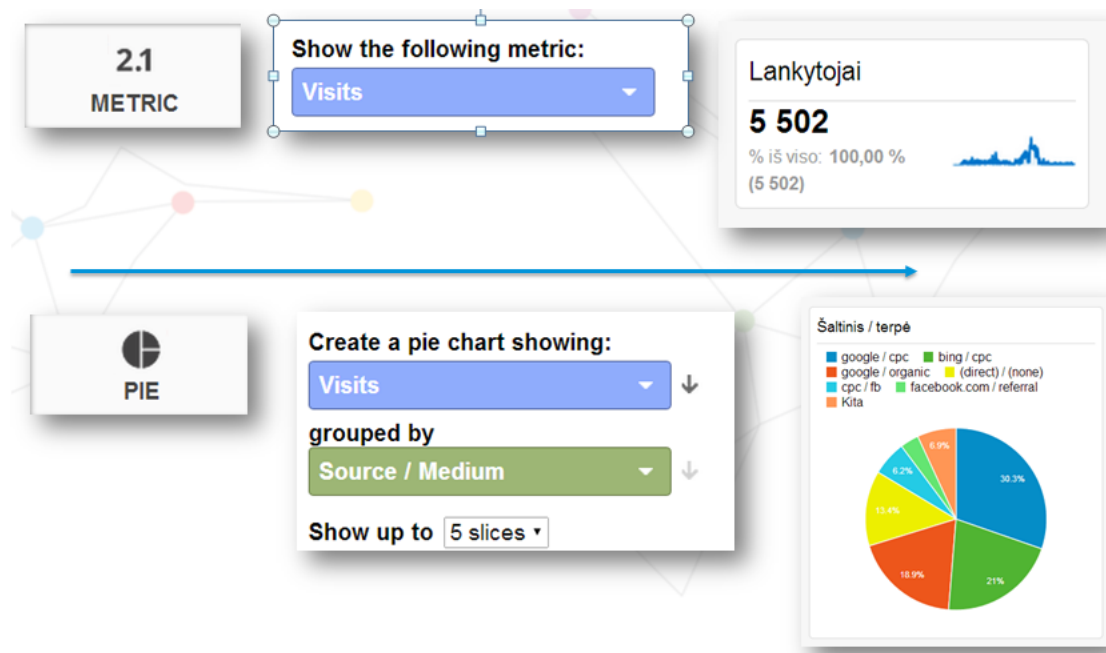 2.1
METRIC
Show the following metric:
Visits
Lankytojai
5 502
% iš viso: 100,00 %
(5 502)
PIE
Create a pie chart showing:
Visits
grouped by
Source / Medium
Show up to 5 slices
Šaltinis / terpė
google / cpc bing / cpc
google / organic (direct) / (none)
cpc / fb facebook.com / referral
Kita
6.9%
30.3%
6.2%
13.4%
18.9%
21%